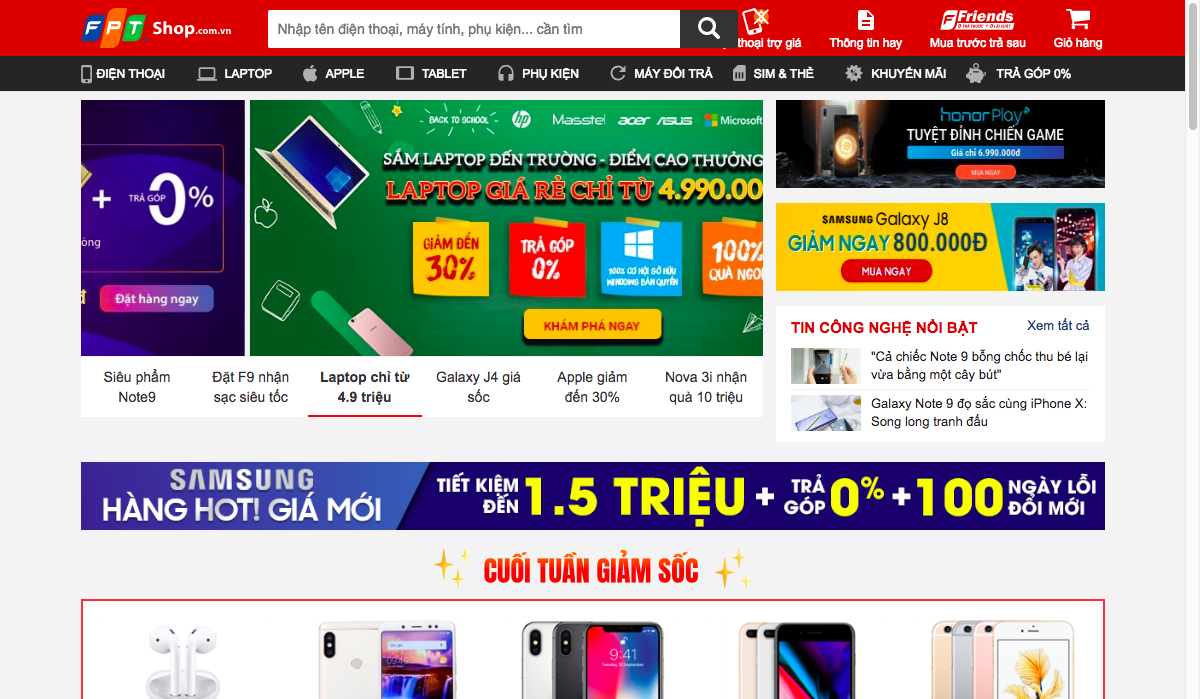 FPT Shop.com.vn
Nhập tên điện thoại, máy tính, phụ kiện... cần tìm
thoại trợ giá
Thông tin hay
F Friends
Mua trước trả sau
Giỏ hàng
ĐIỆN THOẠI
LAPTOP
APPLE
TABLET
PHỤ KIỆN
MÁY ĐỔI TRẢ
SIM & THẺ
KHUYẾN MÃI
TRẢ GÓP 0%
+ TRẢ GÓP 0%
Đặt hàng ngay
BACK TO SCHOOL
hp
Masstel
acer
ASUS
Microsoft
SẮM LAPTOP ĐẾN TRƯỜNG - ĐIỂM CAO THƯỞNG
LAPTOP GIÁ RẺ CHỈ TỪ 4.990.00
GIẢM ĐẾN
30%
TRẢ GÓP
0%
100% CƠ HỘI SỞ HỮU
WINDOWS BẢN QUYỀN
100%
KHÁM PHÁ NGAY
Siêu phẩm
Note9
Đặt F9 nhận
sạc siêu tốc
Laptop chỉ từ
4.9 triệu
Galaxy J4 giá
sốc
Apple giảm
đến 30%
Nova 3i nhận
quà 10 triệu
honor Play
TUYỆT ĐỈNH CHIẾN GAME
Giá chỉ 6.990.000đ
MUA NGAY
SAMSUNG Galaxy J8
GIẢM NGAY 800.000Đ
MUA NGAY
TIN CÔNG NGHỆ NỔI BẬT
Xem tất cả
"Cả chiếc Note 9 bỗng chốc thu bé lại
vừa bằng một cây bút"
Galaxy Note 9 đọ sắc cùng iPhone X:
Song long tranh đấu
SAMSUNG
HÀNG HOT! GIÁ MỚI
TIẾT KIỆM
ĐẾN
1.5 TRIỆU + TRẢ
GÓP
0% + 100
NGÀY LỖI
ĐỔI MỚI
CUỐI TUẦN GIẢM SỐC
9:41